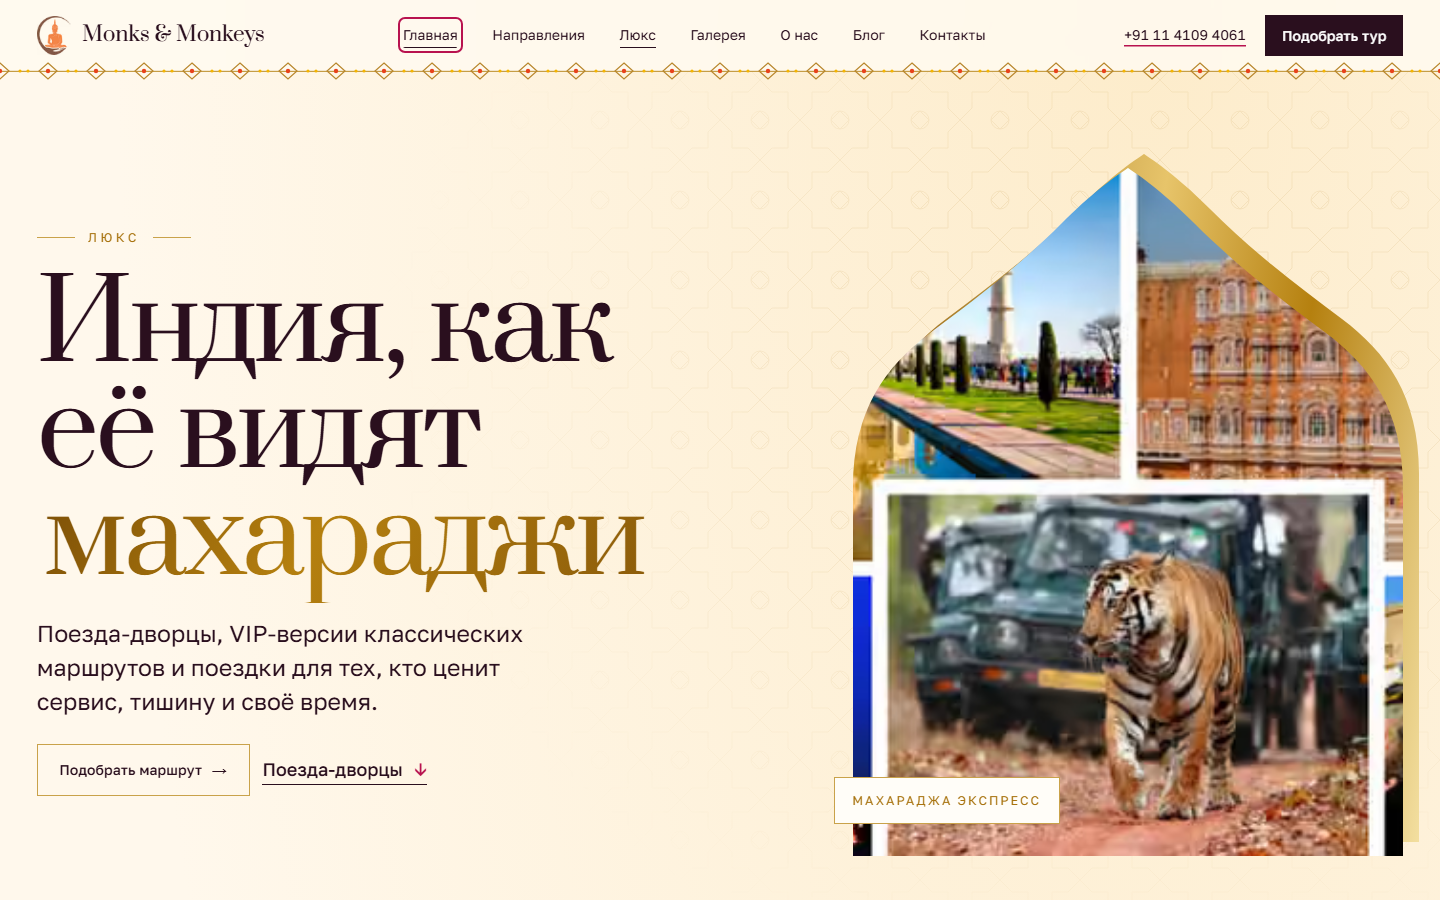 Monks & Monkeys
Главная
Направления
Люкс
Галерея
О нас
Блог
Контакты
+91 11 4109 4061
Подобрать тур
ЛЮКС
Индия, как
её видят
махараджи
Поезда-дворцы, VIP-версии классических
маршрутов и поездки для тех, кто ценит
сервис, тишину и своё время.
Подобрать маршрут →
Поезда-дворцы ↓
МАХАРАДЖА ЭКСПРЕСС